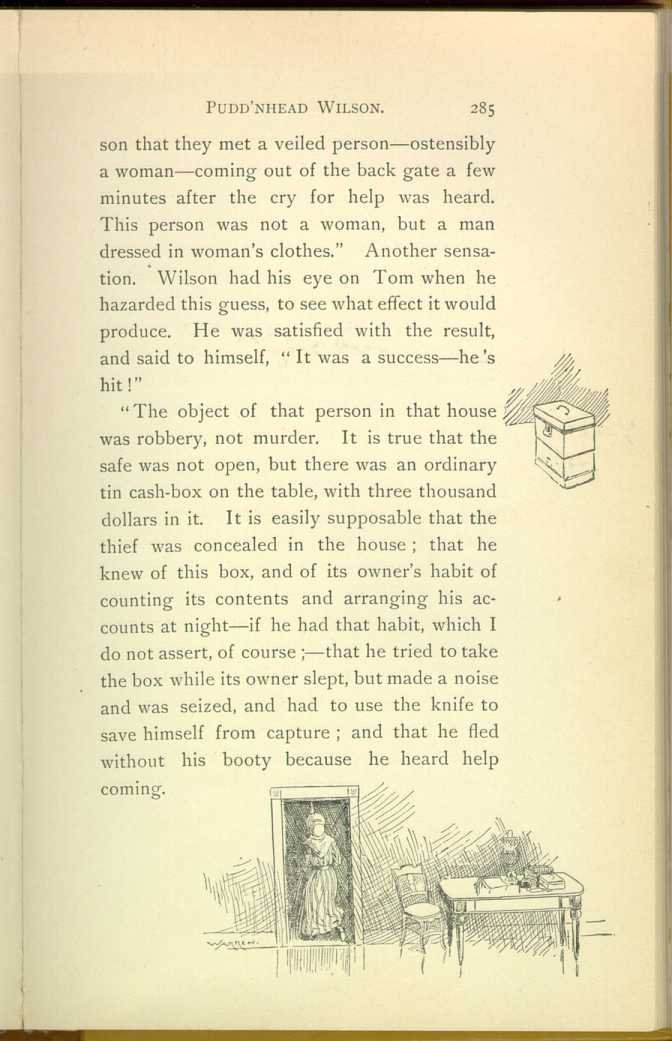 PUDD'NHEAD WILSON. 285
son that they met a veiled person—ostensibly
a woman—coming out of the back gate a few
minutes after the cry for help was heard.
This person was not a woman, but a man
dressed in woman's clothes." Another sensa-
tion. Wilson had his eye on Tom when he
hazarded this guess, to see what effect it would
produce. He was satisfied with the result,
and said to himself, "It was a success—he's
hit!"
"The object of that person in that house
was robbery, not murder. It is true that the
safe was not open, but there was an ordinary
tin cash-box on the table, with three thousand
dollars in it. It is easily supposable that the
thief was concealed in the house; that he
knew of this box, and of its owner's habit of
counting its contents and arranging his ac-
counts at night—if he had that habit, which I
do not assert, of course;—that he tried to take
the box while its owner slept, but made a noise
and was seized, and had to use the knife to
save himself from capture; and that he fled
without his booty because he heard help
coming.
WARREN.